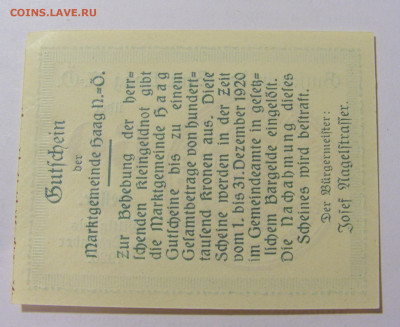 COINS.LAVE.RU
Gutschein
der
Marktgemeinde Haag N.=Ö.
Zur Behebung der herr=
schenden Kleingeldnot gibt
die Marktgemeinde Haag
Gutscheine bis zu einem
Gesamtbetrage von hundert=
tausend Kronen aus. Diese
Scheine werden in der Zeit
vom 1. bis 31. Dezember 1920
im Gemeindeamte in gesetz=
lichem Bargelde eingelöst.
Die Nachahmung dieses
Scheines wird bestraft.
Der Bürgermeister:
Josef Nagelstrasser.